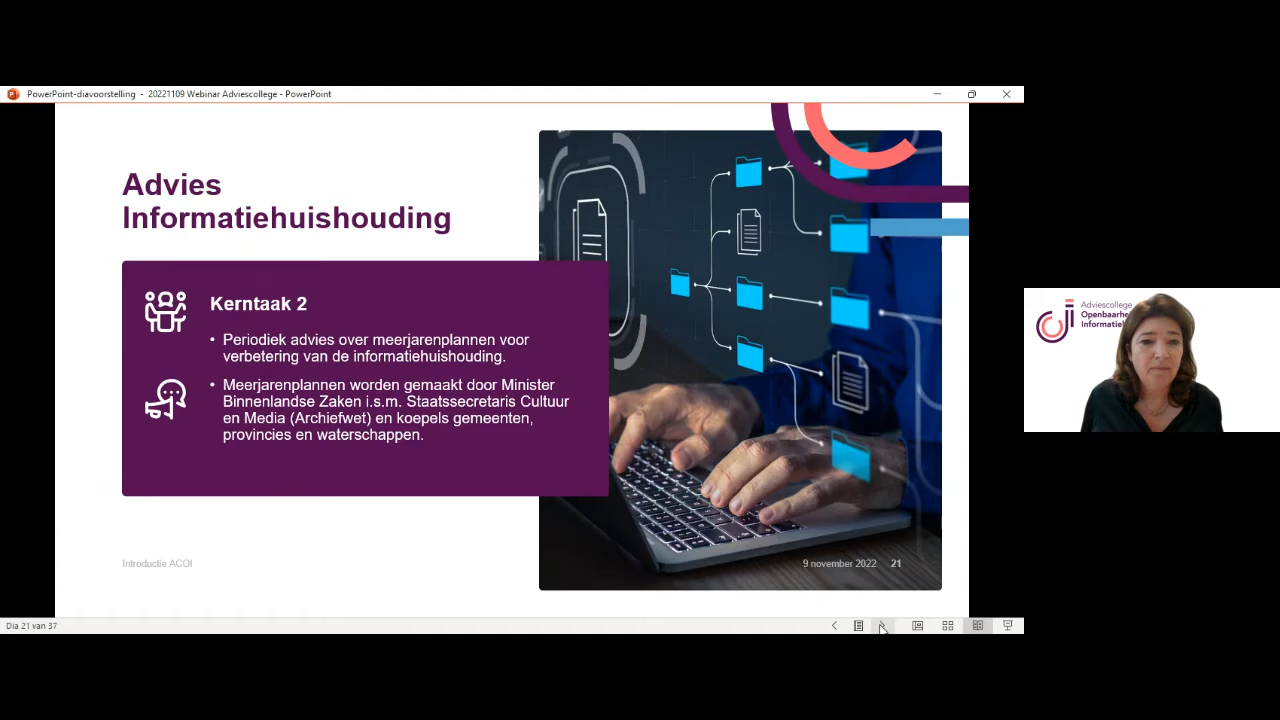 PowerPoint-diavoorstelling - 20221109 Webinar Adviescollege - PowerPoint
Advies
Informatiehuishouding
Kerntaak 2
• Periodiek advies over meerjarenplannen voor
verbetering van de informatiehuishouding.
• Meerjarenplannen worden gemaakt door Minister
Binnenlandse Zaken i.s.m. Staatssecretaris Cultuur
en Media (Archiefwet) en koepels gemeenten,
provincies en waterschappen.
Introductie ACOI
9 november 2022 21
Dia 21 van 37
Adviescollege
Openbaarhe
Informatie